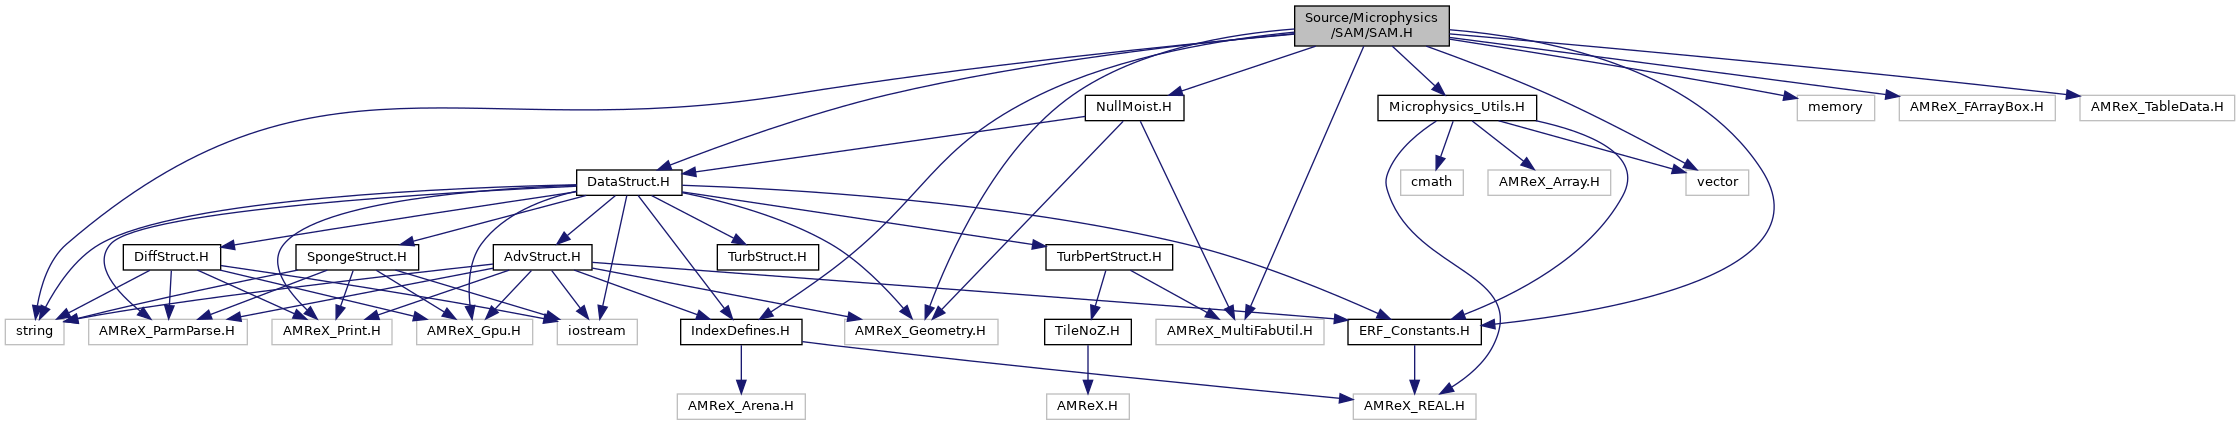 Source/Microphysics
/SAM/SAM.H
NullMoist.H
Microphysics_Utils.H
memory
AMReX_FArrayBox.H
AMReX_TableData.H
DataStruct.H
cmath
AMReX_Array.H
vector
DiffStruct.H
SpongeStruct.H
AdvStruct.H
TurbStruct.H
TurbPertStruct.H
string
AMReX_ParmParse.H
AMReX_Print.H
AMReX_Gpu.H
iostream
IndexDefines.H
AMReX_Geometry.H
TileNoZ.H
AMReX_MultiFabUtil.H
ERF_Constants.H
AMReX_Arena.H
AMReX.H
AMReX_REAL.H